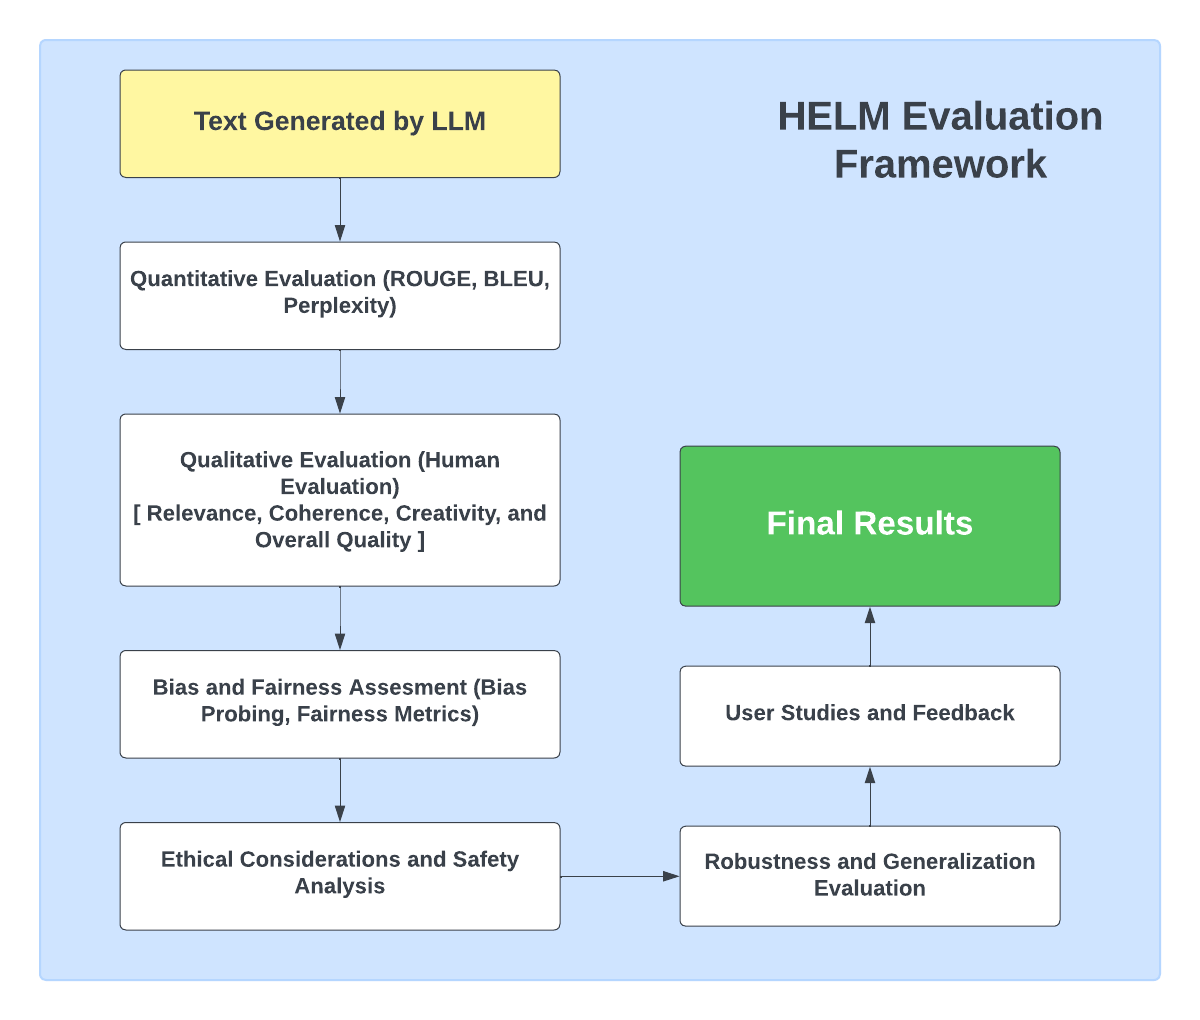 HELM Evaluation
Framework
Text Generated by LLM
Quantitative Evaluation (ROUGE, BLEU,
Perplexity)
Qualitative Evaluation (Human
Evaluation)
[ Relevance, Coherence, Creativity, and
Overall Quality ]
Bias and Fairness Assesment (Bias
Probing, Fairness Metrics)
Ethical Considerations and Safety
Analysis
Robustness and Generalization
Evaluation
User Studies and Feedback
Final Results